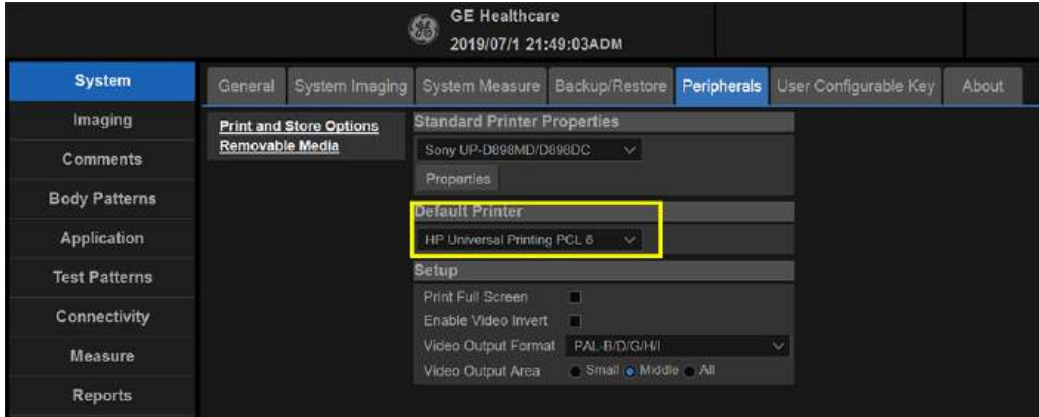 GE Healthcare
2019/07/1 21:49:03ADM
System
General System Imaging System Measure Backup/Restore Peripherals User Configurable Key About
Imaging
Comments
Body Patterns
Application
Test Patterns
Connectivity
Measure
Reports
Print and Store Options
Removable Media
Standard Printer Properties
Sony UP-D898MD/D898DC
Properties
Default Printer
HP Universal Printing PCL 6
Setup
Print Full Screen
Enable Video Invert
Video Output Format PAL-B/D/G/H/I
Video Output Area Small Middle All